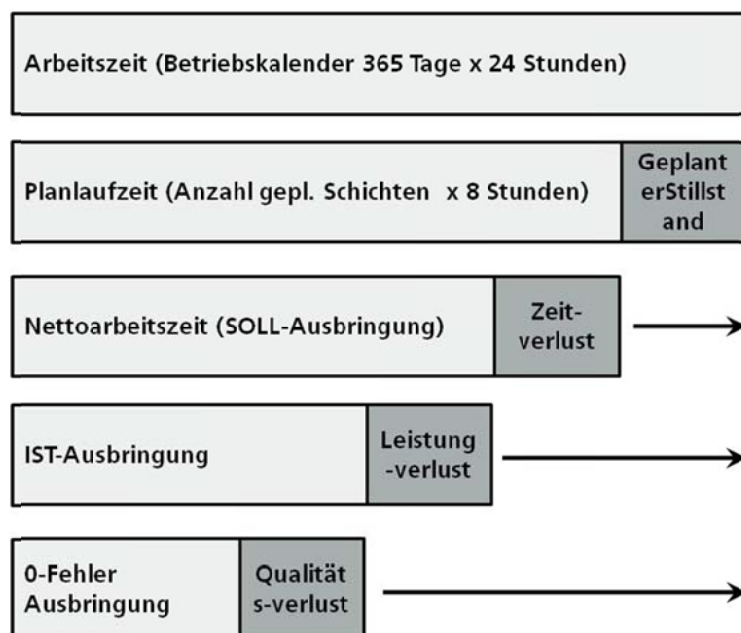 Arbeitszeit (Betriebskalender 365 Tage x 24 Stunden)
Planlaufzeit (Anzahl gepl. Schichten x 8 Stunden)
Geplant
erStillst
and
Nettoarbeitszeit (SOLL-Ausbringung)
Zeit-
verlust
IST-Ausbringung
Leistung
-verlust
0-Fehler
Ausbringung
Qualität
s-verlust